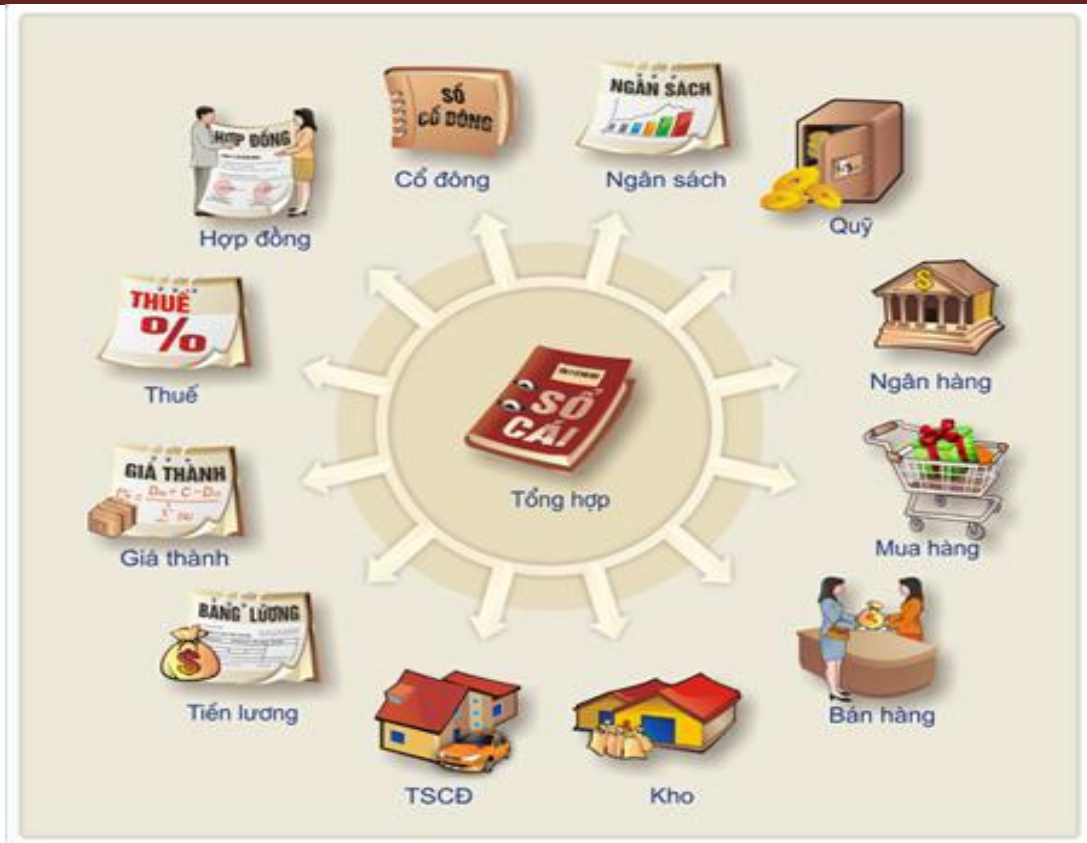 SỔ
CỔ ĐÔNG
Cổ đông
NGÂN SÁCH
Ngân sách
Quỹ
HỢP ĐỒNG
Hợp đồng
Ngân hàng
THUẾ
%
Thuế
SỔ
CÁI
Tổng hợp
Mua hàng
GIÁ THÀNH
Giá thành
BẢNG LƯƠNG
Tiền lương
Bán hàng
TSCĐ
Kho